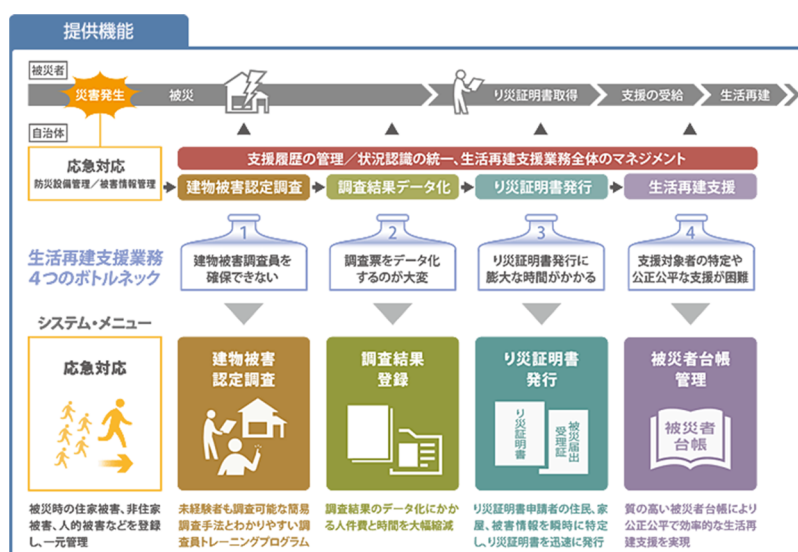 提供機能
被災者
災害発生
被災
り災証明書取得
支援の受給
生活再建
自治体
応急対応
防災設備管理／被害情報管理
支援履歴の管理／状況認識の統一、生活再建支援業務全体のマネジメント
建物被害認定調査
調査結果データ化
り災証明書発行
生活再建支援
生活再建支援業務
4つのボトルネック
1
建物被害調査員を
確保できない
2
調査票をデータ化
するのが大変
3
り災証明書発行に
膨大な時間がかかる
4
支援対象者の特定や
公正公平な支援が困難
システム・メニュー
応急対応
被災時の住家被害、非住家
被害、人的被害などを登録
し、一元管理
建物被害
認定調査
未経験者も調査可能な簡易
調査手法とわかりやすい調
査員トレーニングプログラム
調査結果
登録
調査結果のデータ化にかか
る人件費と時間を大幅縮減
り災証明書
発行
り災証明書
被災届出
受理証
り災証明書申請者の住民、家
屋、被害情報を瞬時に特定
し、り災証明書を迅速に発行
被災者台帳
管理
被災者
台帳
質の高い被災者台帳により
公正公平で効率的な生活再
建支援を実現